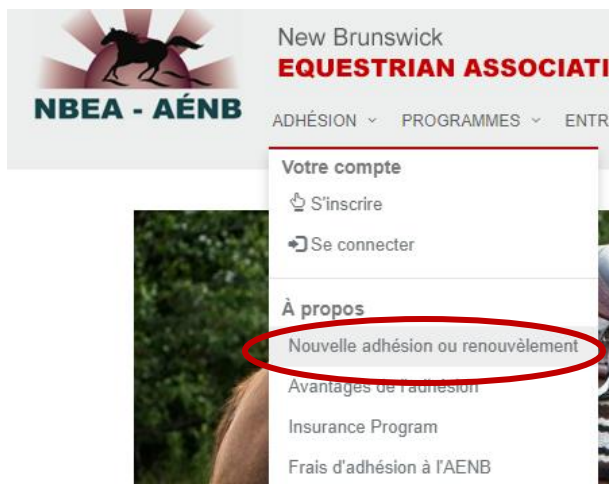 New Brunswick
EQUESTRIAN ASSOCIATI
NBEA - AÉNB
ADHÉSION PROGRAMMES ENTR
Votre compte
S'inscrire
Se connecter
À propos
Nouvelle adhésion ou renouvèlement
Avantages de l'adhésion
Insurance Program
Frais d'adhésion à l'AENB